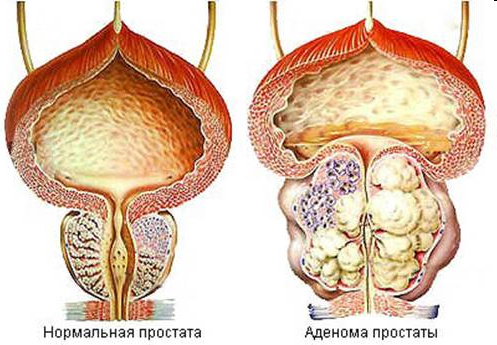 Нормальная простата
Аденома простаты